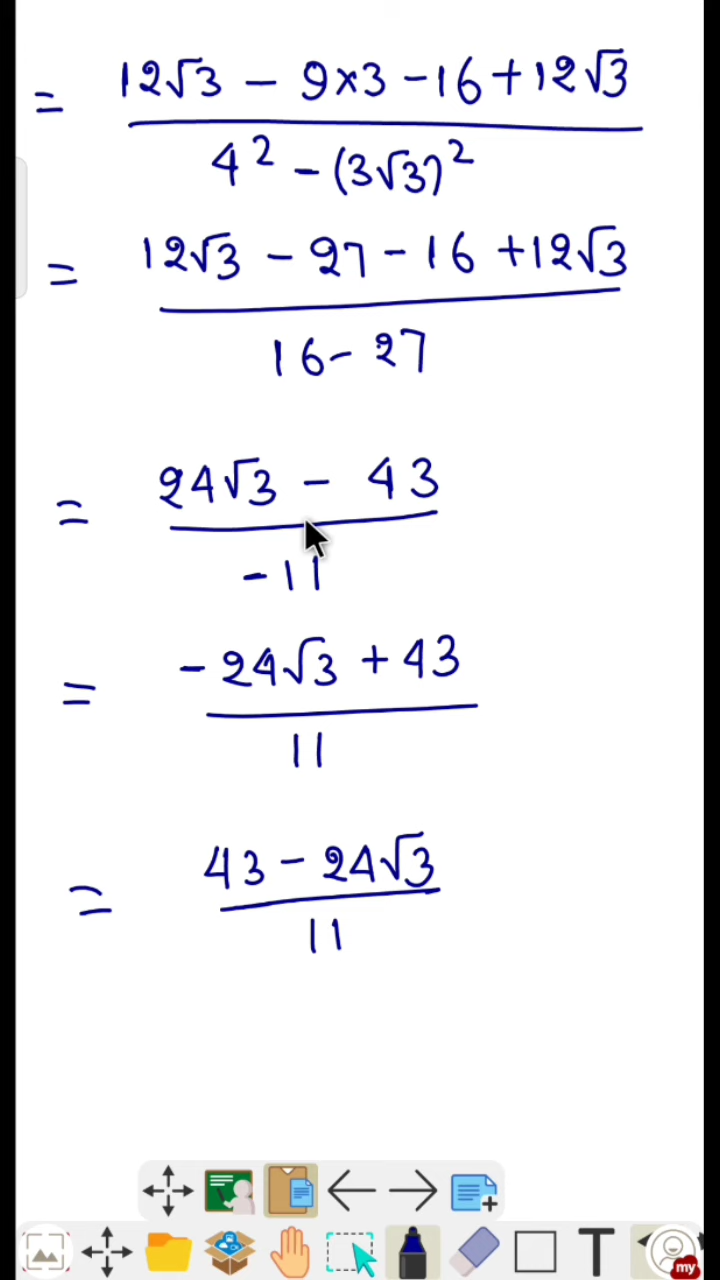 = (12√3 – 9×3 – 16 + 12√3) / (4² – (3√3)²)
= (12√3 – 27 – 16 + 12√3) / (16 – 27)
= (24√3 – 43) / (-11)
= (-24√3 + 43) / 11
= (43 – 24√3) / 11
T
my